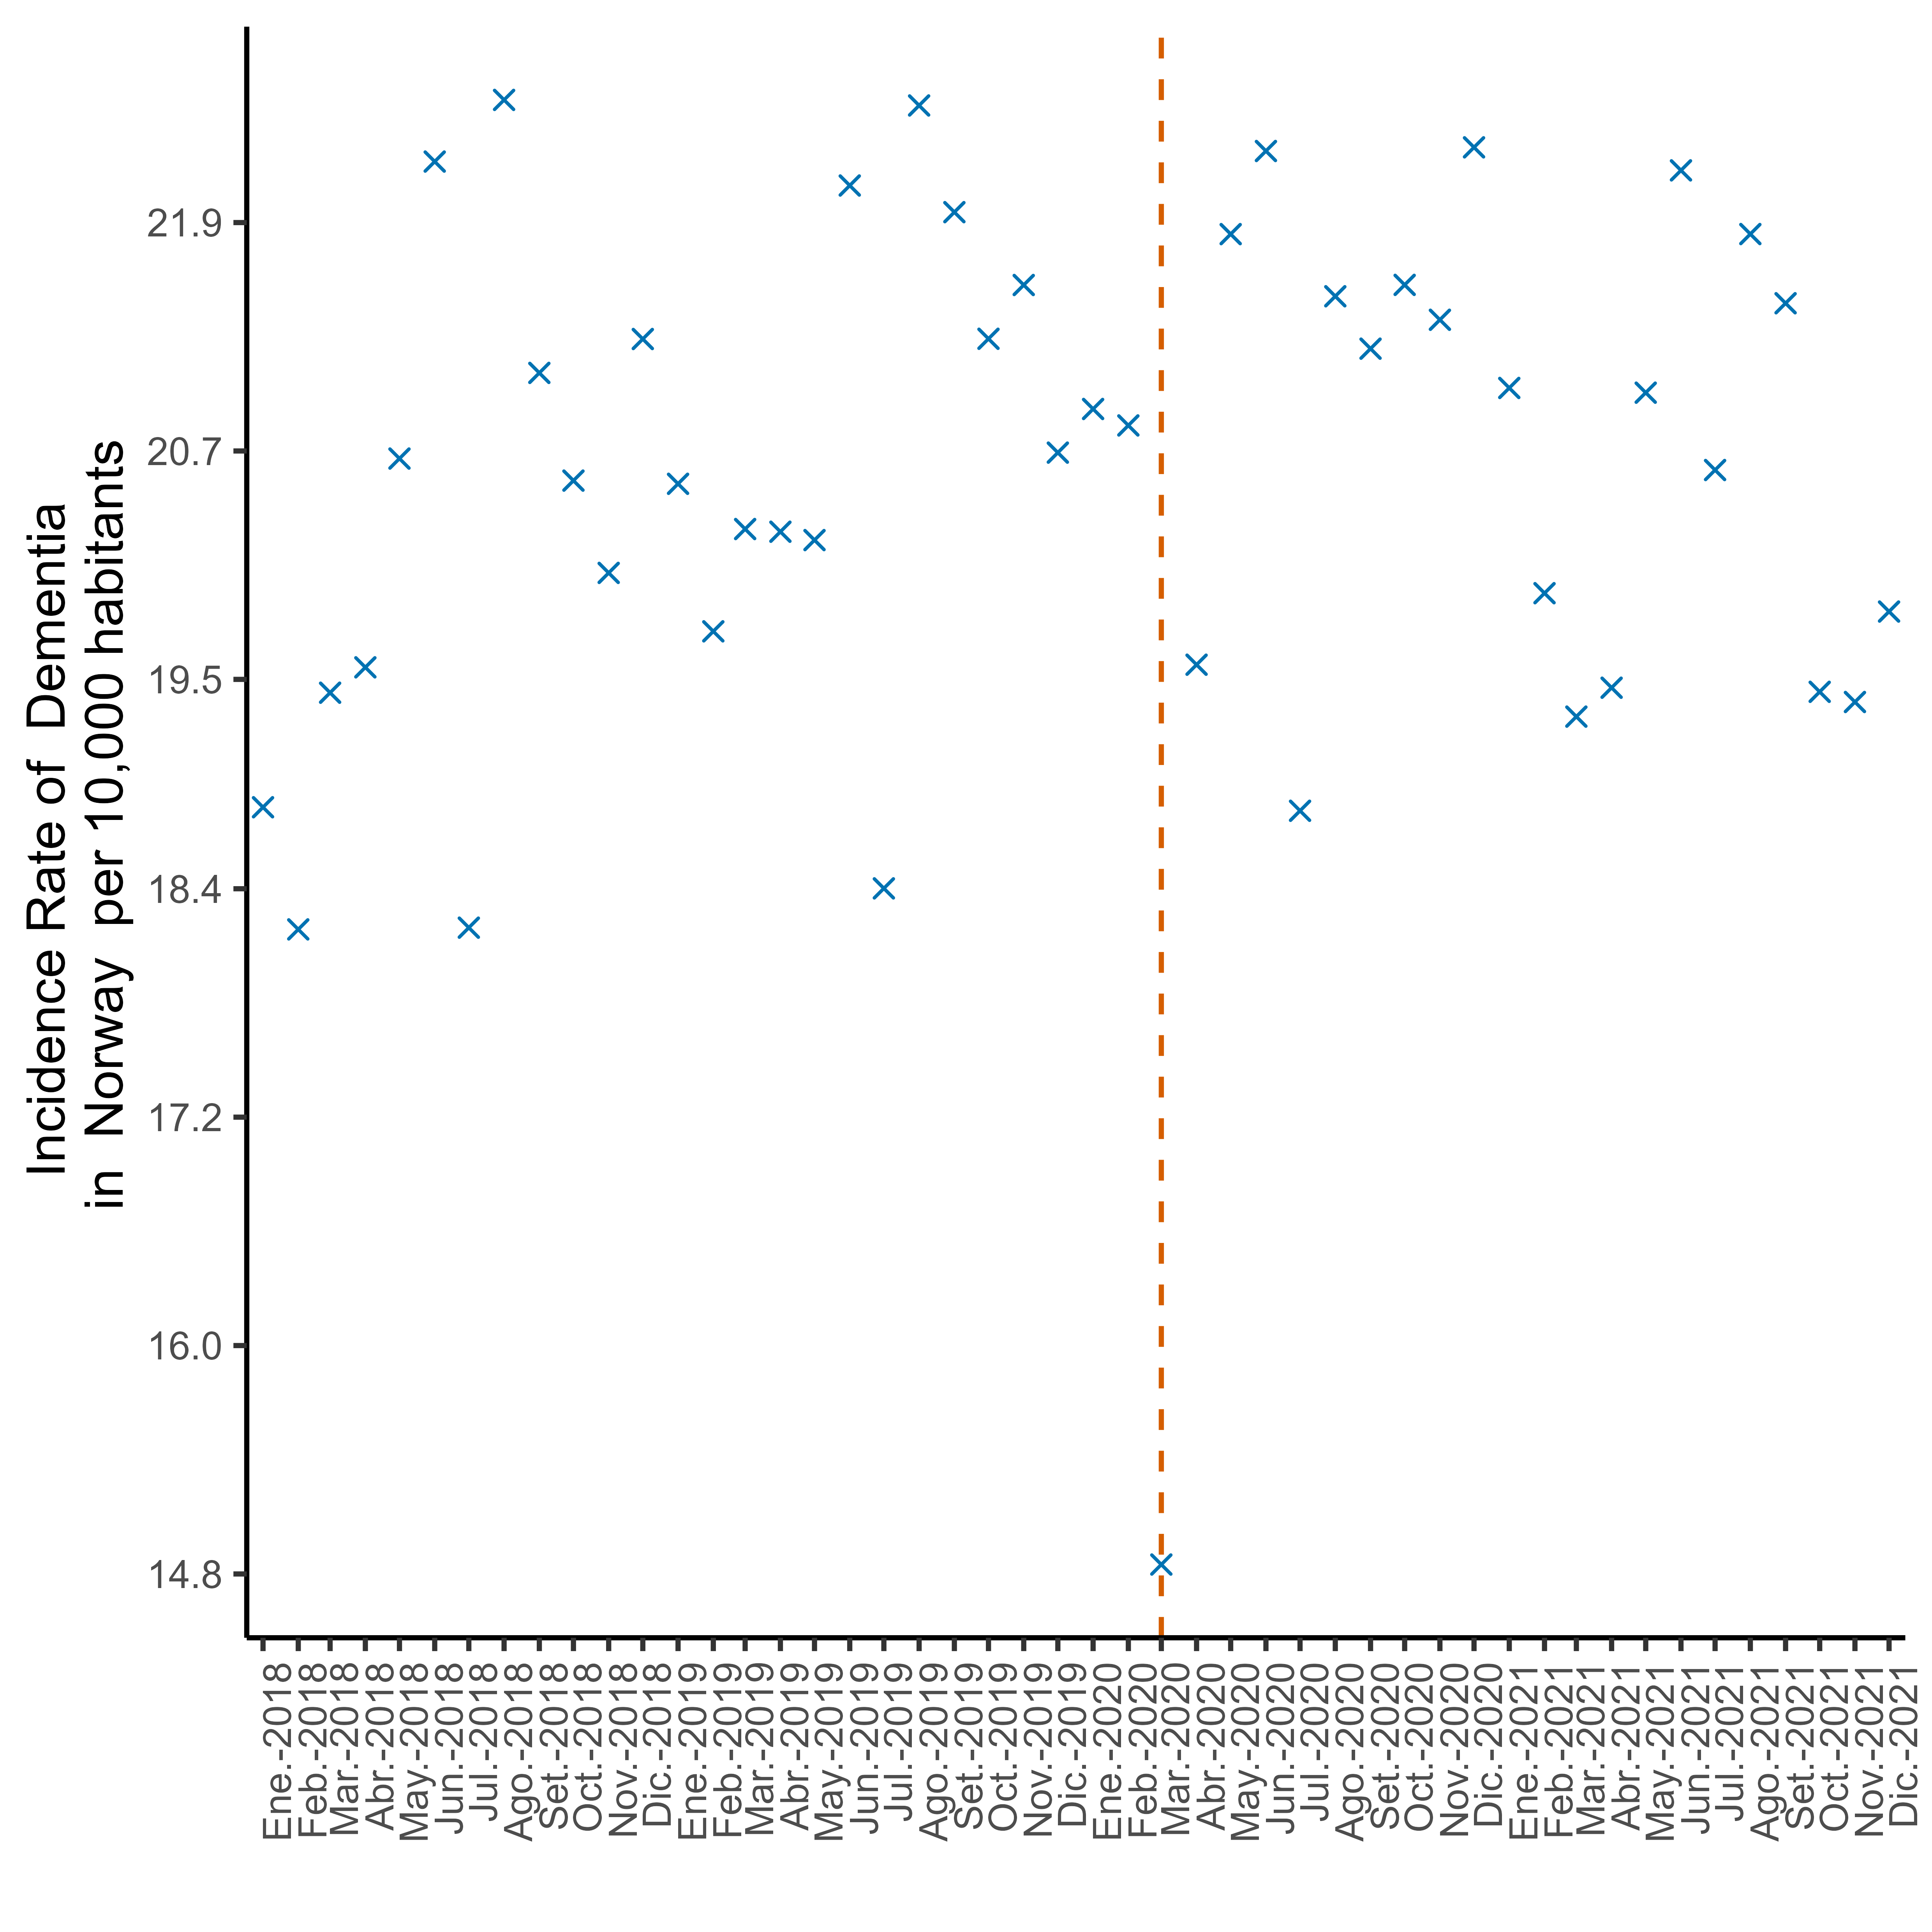 Incidence Rate of Dementia
in Norway per 10,000 habitants
21.9
20.7
19.5
18.4
17.2
16.0
14.8
Ene.-2018
Feb.-2018
Mar.-2018
Abr.-2018
May.-2018
Jun.-2018
Jul.-2018
Ago.-2018
Set.-2018
Oct.-2018
Nov.-2018
Dic.-2018
Ene.-2019
Feb.-2019
Mar.-2019
Abr.-2019
May.-2019
Jun.-2019
Jul.-2019
Ago.-2019
Set.-2019
Oct.-2019
Nov.-2019
Dic.-2019
Ene.-2020
Feb.-2020
Mar.-2020
Abr.-2020
May.-2020
Jun.-2020
Jul.-2020
Ago.-2020
Set.-2020
Oct.-2020
Nov.-2020
Dic.-2020
Ene.-2021
Feb.-2021
Mar.-2021
Abr.-2021
May.-2021
Jun.-2021
Jul.-2021
Ago.-2021
Set.-2021
Oct.-2021
Nov.-2021
Dic.-2021